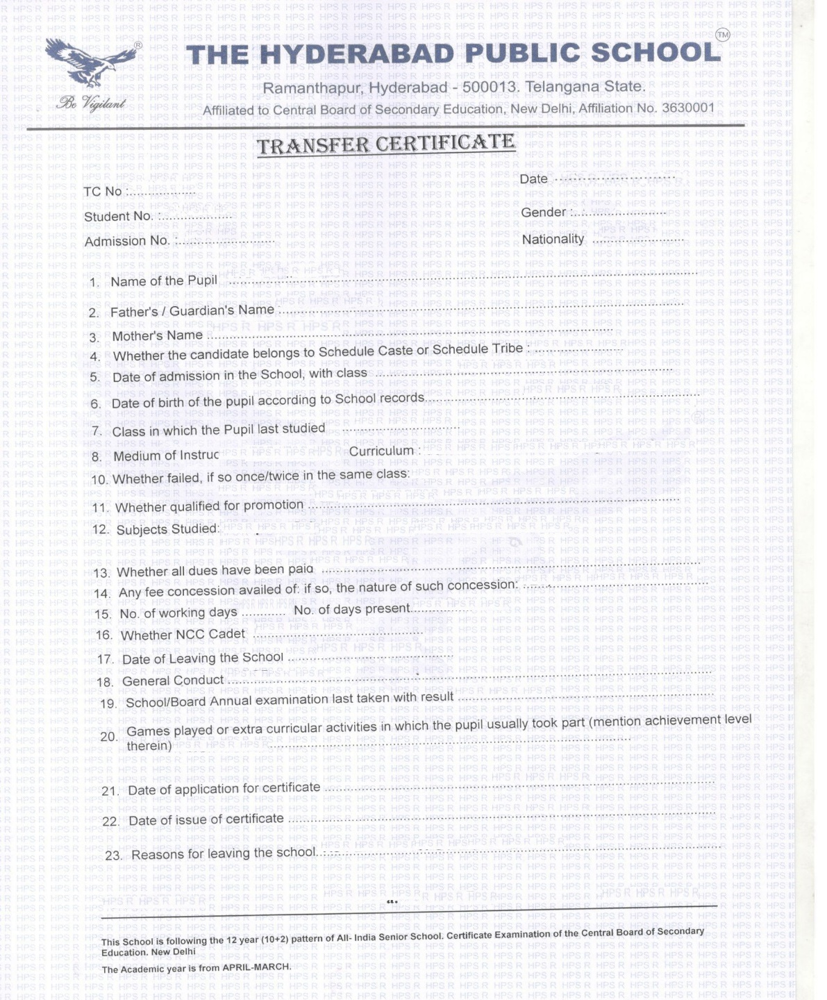 ®
TM
THE HYDERABAD PUBLIC SCHOOL
Be Vigilant
Ramanthapur, Hyderabad - 500013. Telangana State.
Affiliated to Central Board of Secondary Education, New Delhi, Affiliation No. 3630001
TRANSFER CERTIFICATE
TC No :.................. Date ................................
Student No. :.................... Gender :..........................
Admission No. :........................... Nationality ..........................
1. Name of the Pupil ................................
2. Father's / Guardian's Name :................................
3. Mother's Name ................................
4. Whether the candidate belongs to Schedule Caste or Schedule Tribe : ........................
5. Date of admission in the School, with class ................................
6. Date of birth of the pupil according to School records................................
7. Class in which the Pupil last studied ................................
8. Medium of Instruc Curriculum :
10. Whether failed, if so once/twice in the same class:
11. Whether qualified for promotion ................................
12. Subjects Studied:
13. Whether all dues have been paid ................................
14. Any fee concession availed of: if so, the nature of such concession: ................................
15. No. of working days ............ No. of days present.................
16. Whether NCC Cadet ................................
17. Date of Leaving the School ................................
18. General Conduct ................................
19. School/Board Annual examination last taken with result ................................
20. Games played or extra curricular activities in which the pupil usually took part (mention achievement level
therein) ................................
21. Date of application for certificate ................................
22. Date of issue of certificate ................................
23. Reasons for leaving the school................................
This School is following the 12 year (10+2) pattern of All- India Senior School. Certificate Examination of the Central Board of Secondary
Education. New Delhi
The Academic year is from APRIL-MARCH.